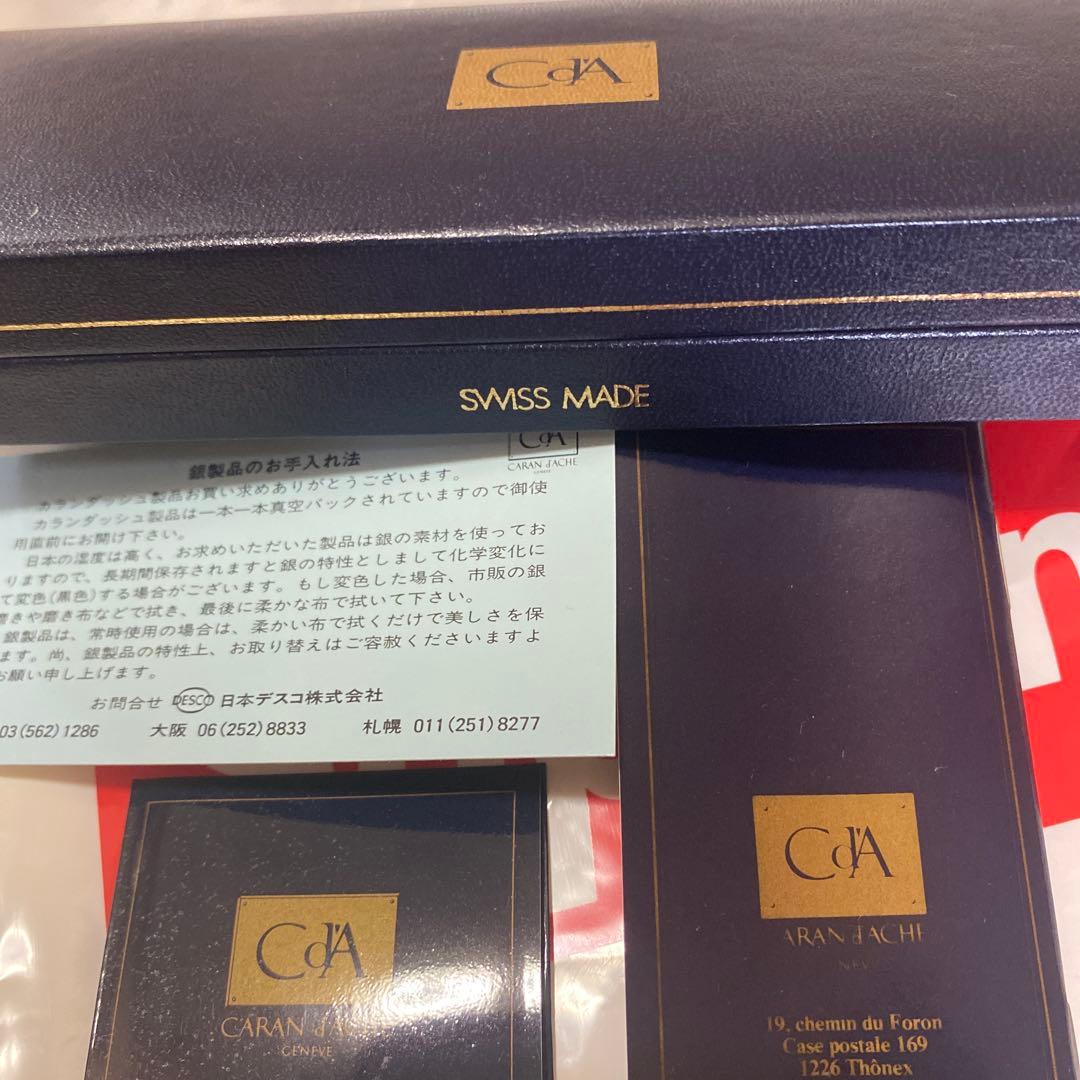 Cd'A
SWISS MADE
CdA
CARAN d'ACHE
GENEVE
銀製品のお手入れ法
カランダッシュ製品お買い求めありがとうございます。
カランダッシュ製品は一本一本真空パックされていますので御使
用直前にお開け下さい。
日本の湿度は高く、お求めいただいた製品は銀の素材を使ってお
りますので、長期間保存されますと銀の特性としまして化学変化に
て変色(黒色)する場合がございます。もし変色した場合、市販の銀
磨きや磨き布などで拭き、最後に柔かな布で拭いて下さい。
銀製品は、常時使用の場合は、柔かい布で拭くだけで美しさを保
ます。尚、銀製品の特性上、お取り替えはご容赦くださいますよ
お願い申し上げます。
お問合せ DESCO 日本デスコ株式会社
03(562)1286 大阪 06(252)8833 札幌 011(251)8277
Cd'A
CARAN d'ACHE
GENEVE
Cd'A
ARAN d'ACHE
NEV
19, chemin du Foron
Case postale 169
1226 Thônex